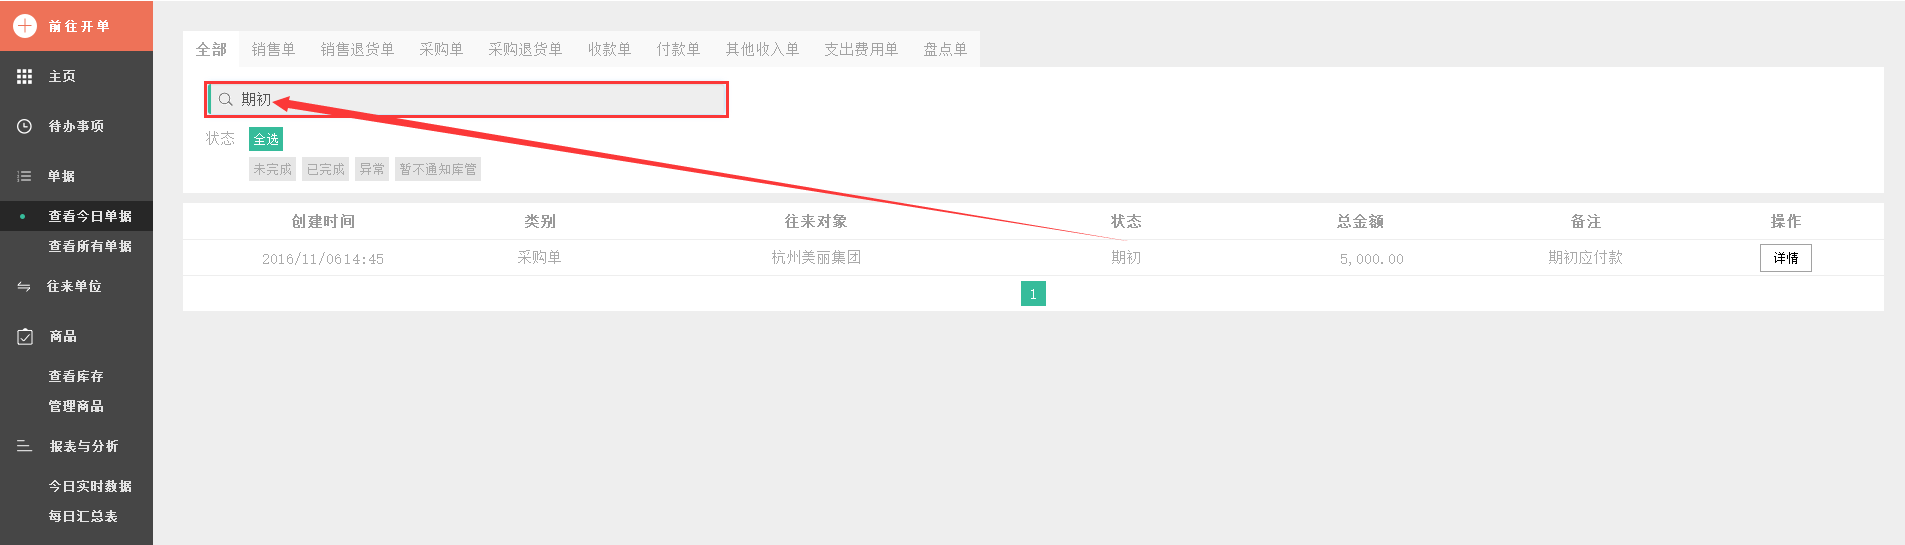 前往开单
主页
待办事项
单据
查看今日单据
查看所有单据
往来单位
商品
查看库存
管理商品
报表与分析
今日实时数据
每日汇总表
全部 销售单 销售退货单 采购单 采购退货单 收款单 付款单 其他收入单 支出费用单 盘点单
期初
状态 全选
未完成 已完成 异常 暂不通知库管
创建时间 类别 往来对象 状态 总金额 备注 操作
2016/11/0614:45 采购单 杭州美丽集团 期初 5,000.00 期初应付款 详情
1